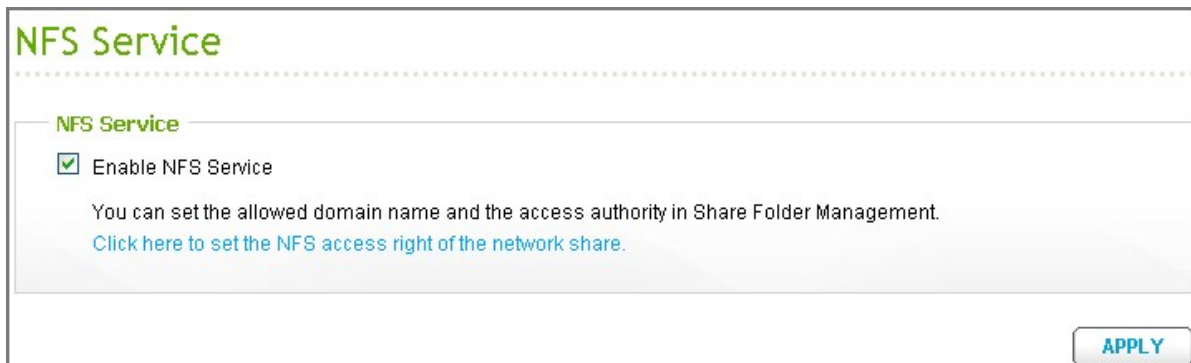 NFS Service
NFS Service
Enable NFS Service
You can set the allowed domain name and the access authority in Share Folder Management.
Click here to set the NFS access right of the network share.
APPLY